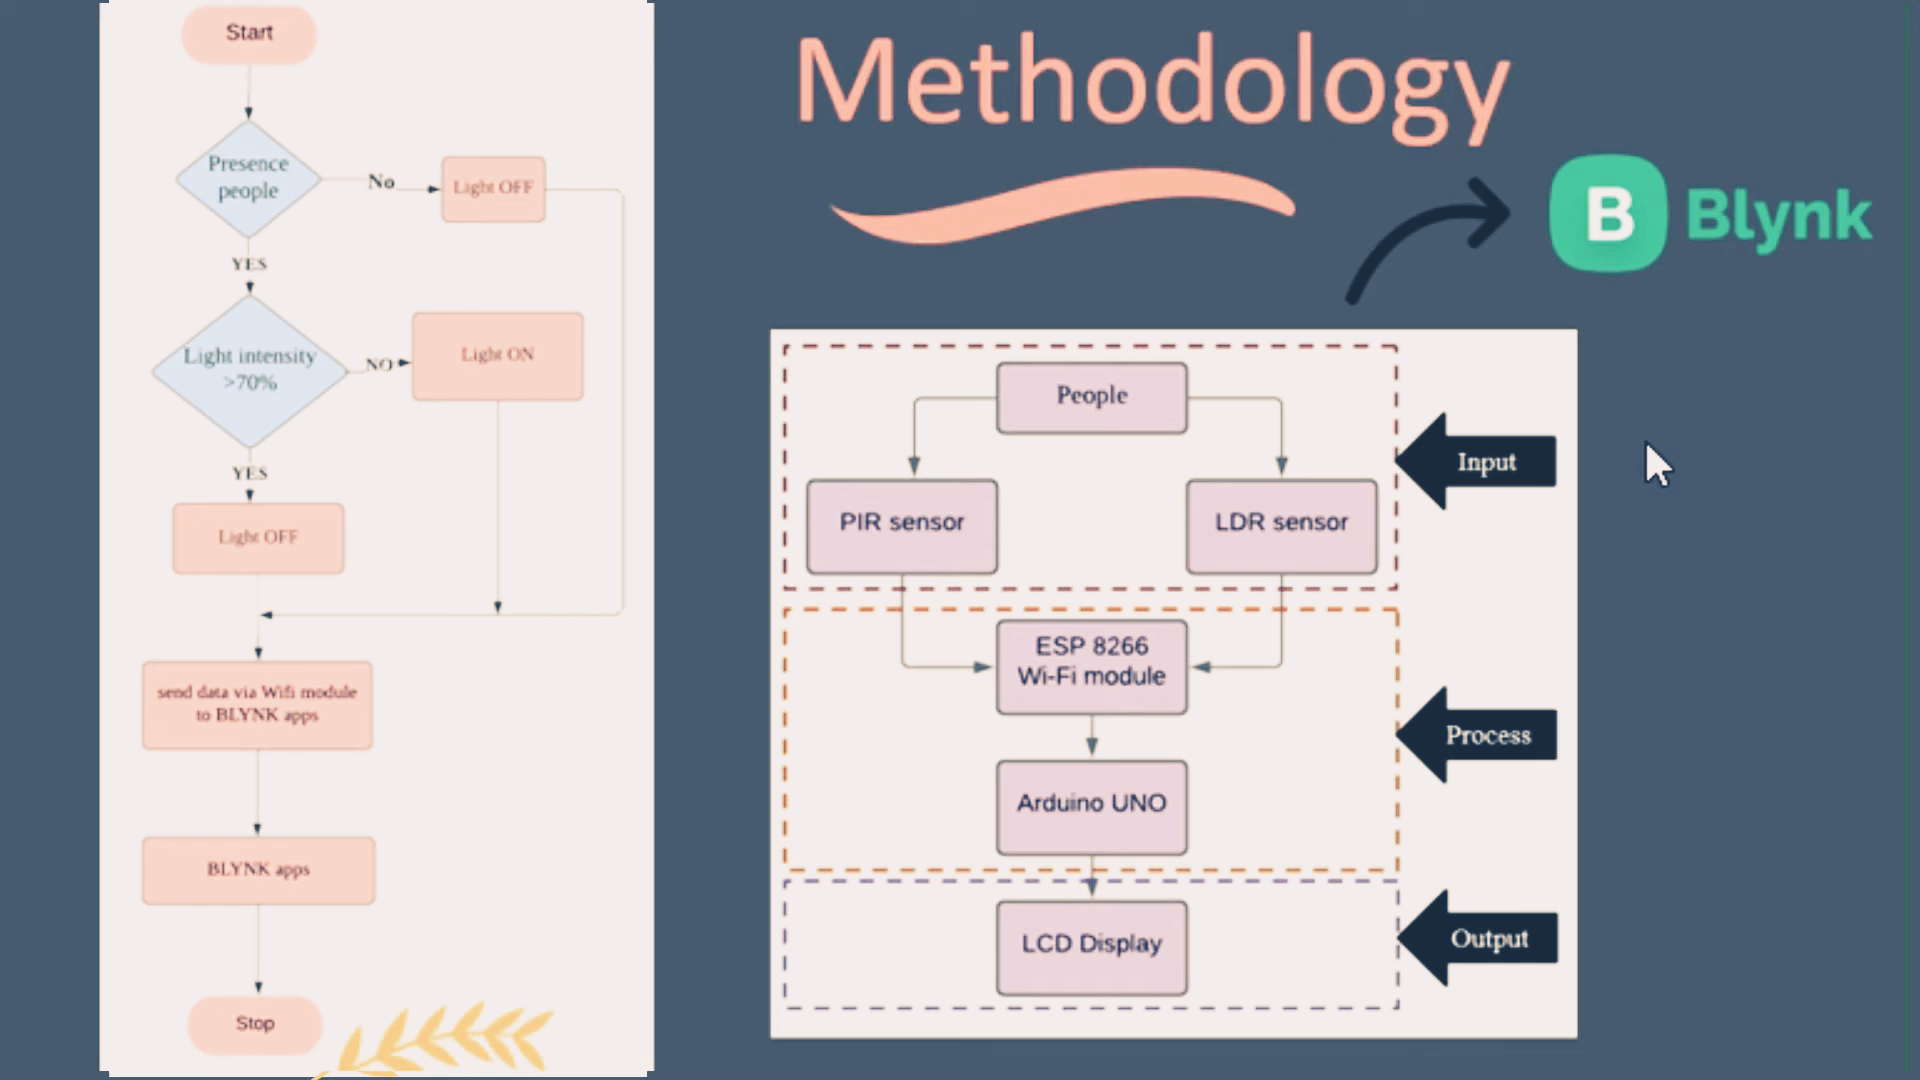 Start
Presence
people
No
Light OFF
YES
Light intensity
>70%
NO
Light ON
YES
Light OFF
send data via Wifi module
to BLYNK apps
BLYNK apps
Stop
Methodology
B Blynk
People
PIR sensor
LDR sensor
Input
ESP 8266
Wi-Fi module
Process
Arduino UNO
LCD Display
Output